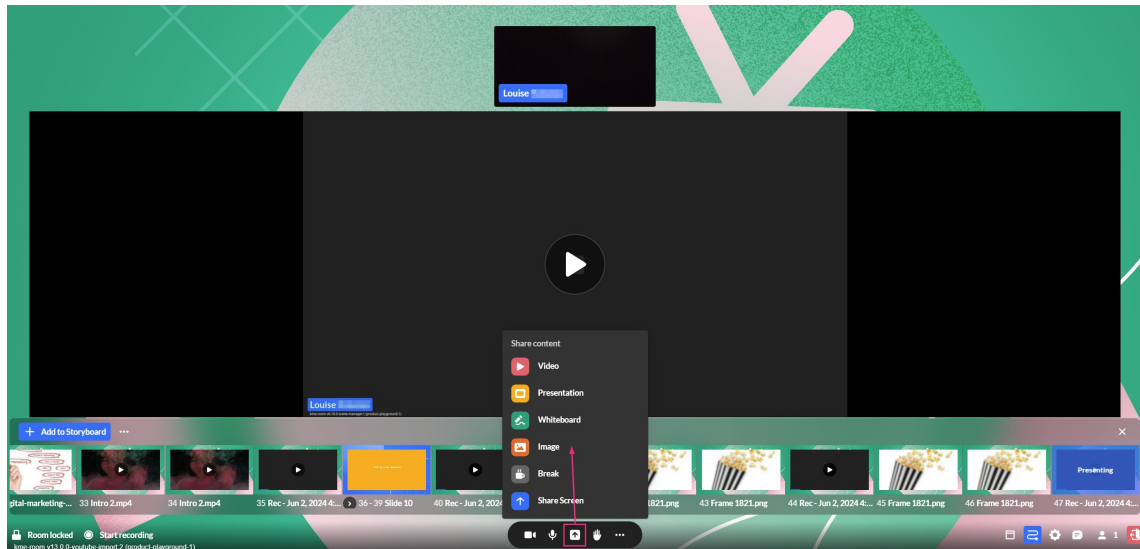 Louise
Share content
Video
Presentation
Whiteboard
Image
Break
Share Screen
Louise
Add to Storyboard
gital-marketing-...
33 Intro 2.mp4
34 Intro 2.mp4
35 Rec - Jun 2, 2024 4:...
36 - 39 Slide 10
40 Rec - Jun 2, 2024
1821.png
43 Frame 1821.png
44 Rec - Jun 2, 2024 4:...
45 Frame 1821.png
46 Frame 1821.png
Presenting
47 Rec - Jun 2, 2024 4:
Room locked
Start recording
1
kme-room v13.0.0-youtube-import.2 (product-playground-1)